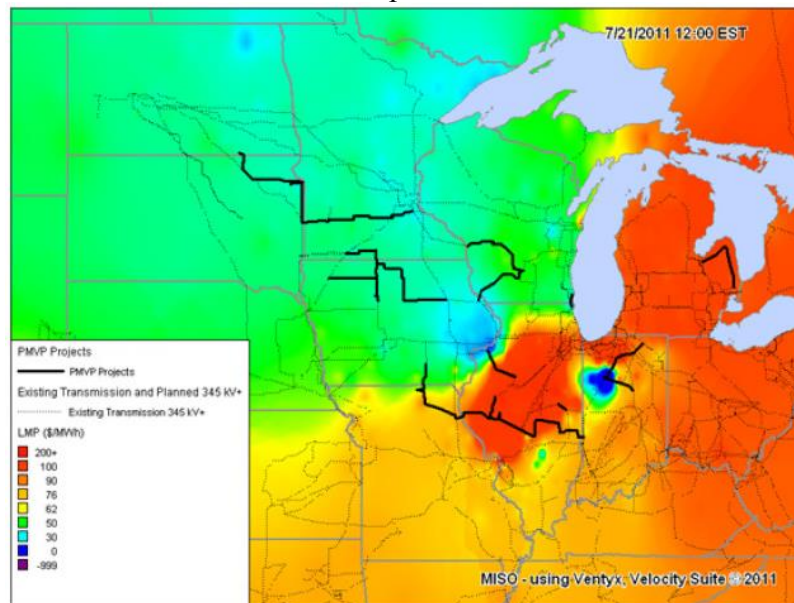 7/21/2011 12:00 EST
PMVP Projects
PMVP Projects
Existing Transmission and Planned 345 kV+
Existing Transmission 345 kV+
LMP ($/MWh)
200+
100
90
76
62
50
30
0
-999
MISO - using Ventyx, Velocity Suite © 2011